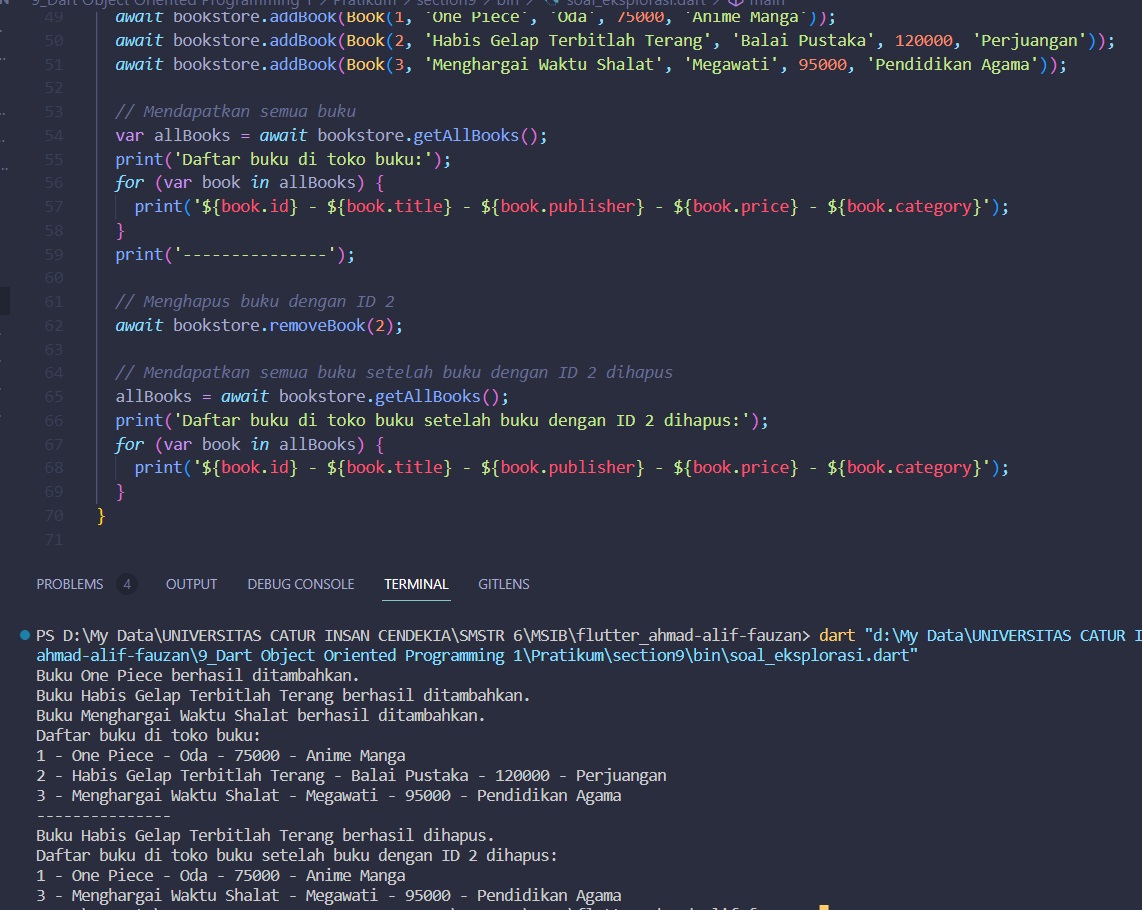 9_Dart Object Oriented Programming 1 > Pratikum > section9 > bin > soal_eksplorasi.dart > main
49 await bookstore.addBook(Book(1, 'One Piece', 'Oda', 75000, 'Anime Manga'));
50 await bookstore.addBook(Book(2, 'Habis Gelap Terbitlah Terang', 'Balai Pustaka', 120000, 'Perjuangan'));
51 await bookstore.addBook(Book(3, 'Menghargai Waktu Shalat', 'Megawati', 95000, 'Pendidikan Agama'));
52
53 // Mendapatkan semua buku
54 var allBooks = await bookstore.getAllBooks();
55 print('Daftar buku di toko buku:');
56 for (var book in allBooks) {
57 print('${book.id} - ${book.title} - ${book.publisher} - ${book.price} - ${book.category}');
58 }
59 print('---------------');
60
61 // Menghapus buku dengan ID 2
62 await bookstore.removeBook(2);
63
64 // Mendapatkan semua buku setelah buku dengan ID 2 dihapus
65 allBooks = await bookstore.getAllBooks();
66 print('Daftar buku di toko buku setelah buku dengan ID 2 dihapus:');
67 for (var book in allBooks) {
68 print('${book.id} - ${book.title} - ${book.publisher} - ${book.price} - ${book.category}');
69 }
70 }
71
PROBLEMS 4 OUTPUT DEBUG CONSOLE TERMINAL GITLENS
PS D:\My Data\UNIVERSITAS CATUR INSAN CENDEKIA\SMSTR 6\MSIB\flutter_ahmad-alif-fauzan> dart "d:\My Data\UNIVERSITAS CATUR I
ahmad-alif-fauzan\9_Dart Object Oriented Programming 1\Pratikum\section9\bin\soal_eksplorasi.dart"
Buku One Piece berhasil ditambahkan.
Buku Habis Gelap Terbitlah Terang berhasil ditambahkan.
Buku Menghargai Waktu Shalat berhasil ditambahkan.
Daftar buku di toko buku:
1 - One Piece - Oda - 75000 - Anime Manga
2 - Habis Gelap Terbitlah Terang - Balai Pustaka - 120000 - Perjuangan
3 - Menghargai Waktu Shalat - Megawati - 95000 - Pendidikan Agama
---------------
Buku Habis Gelap Terbitlah Terang berhasil dihapus.
Daftar buku di toko buku setelah buku dengan ID 2 dihapus:
1 - One Piece - Oda - 75000 - Anime Manga
3 - Menghargai Waktu Shalat - Megawati - 95000 - Pendidikan Agama